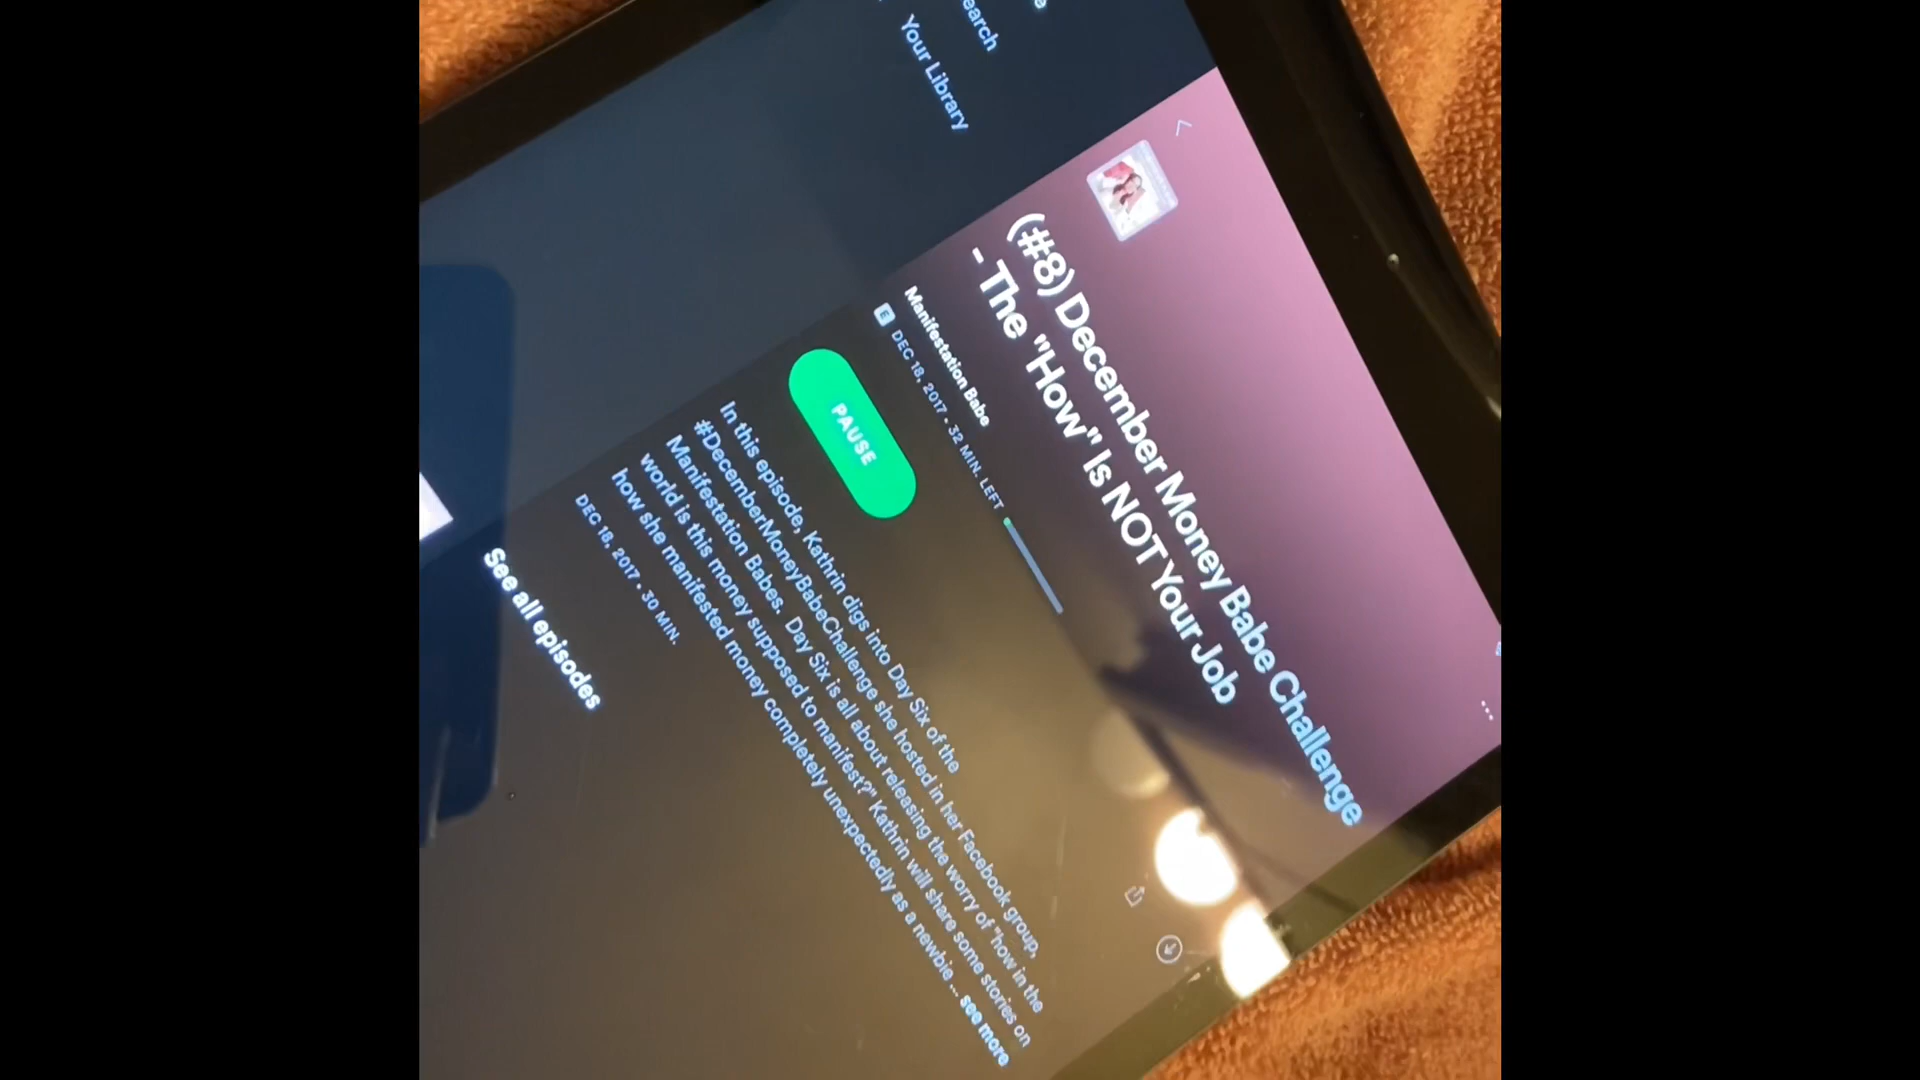 earch
Your Library
(#8) December Money Babe Challenge
- The "How" Is NOT Your Job
Manifestation Babe
E DEC 18, 2017 • 32 MIN. LEFT
PAUSE
In this episode, Kathrin digs into Day Six of the
#DecemberMoneyBabeChallenge she hosted in her Facebook group,
Manifestation Babes. Day Six is all about releasing the worry of "how in the
world is this money supposed to manifest?" Kathrin will share some stories on
how she manifested money completely unexpectedly as a newbie ... see more
DEC 18, 2017 • 30 MIN.
See all episodes